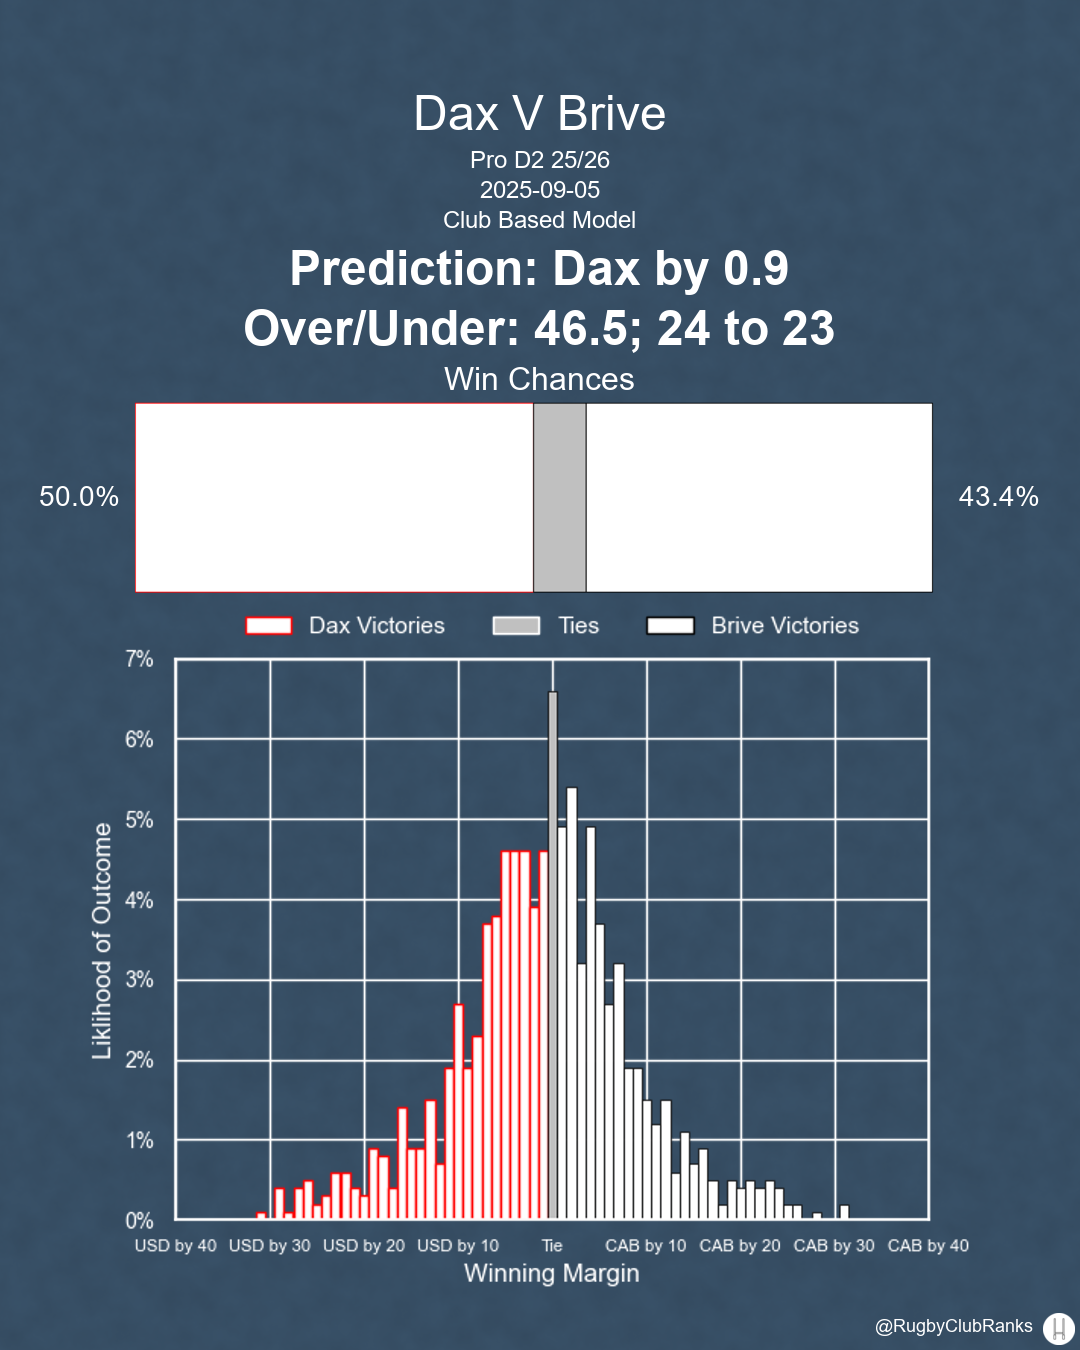 Dax V Brive
Pro D2 25/26
2025-09-05
Club Based Model
Prediction: Dax by 0.9
Over/Under: 46.5; 24 to 23
Win Chances
50.0%
43.4%
Dax Victories Ties Brive Victories
7%
6%
5%
4%
3%
2%
1%
0%
Liklihood of Outcome
USD by 40 USD by 30 USD by 20 USD by 10 Tie CAB by 10 CAB by 20 CAB by 30 CAB by 40
Winning Margin
@RugbyClubRanks